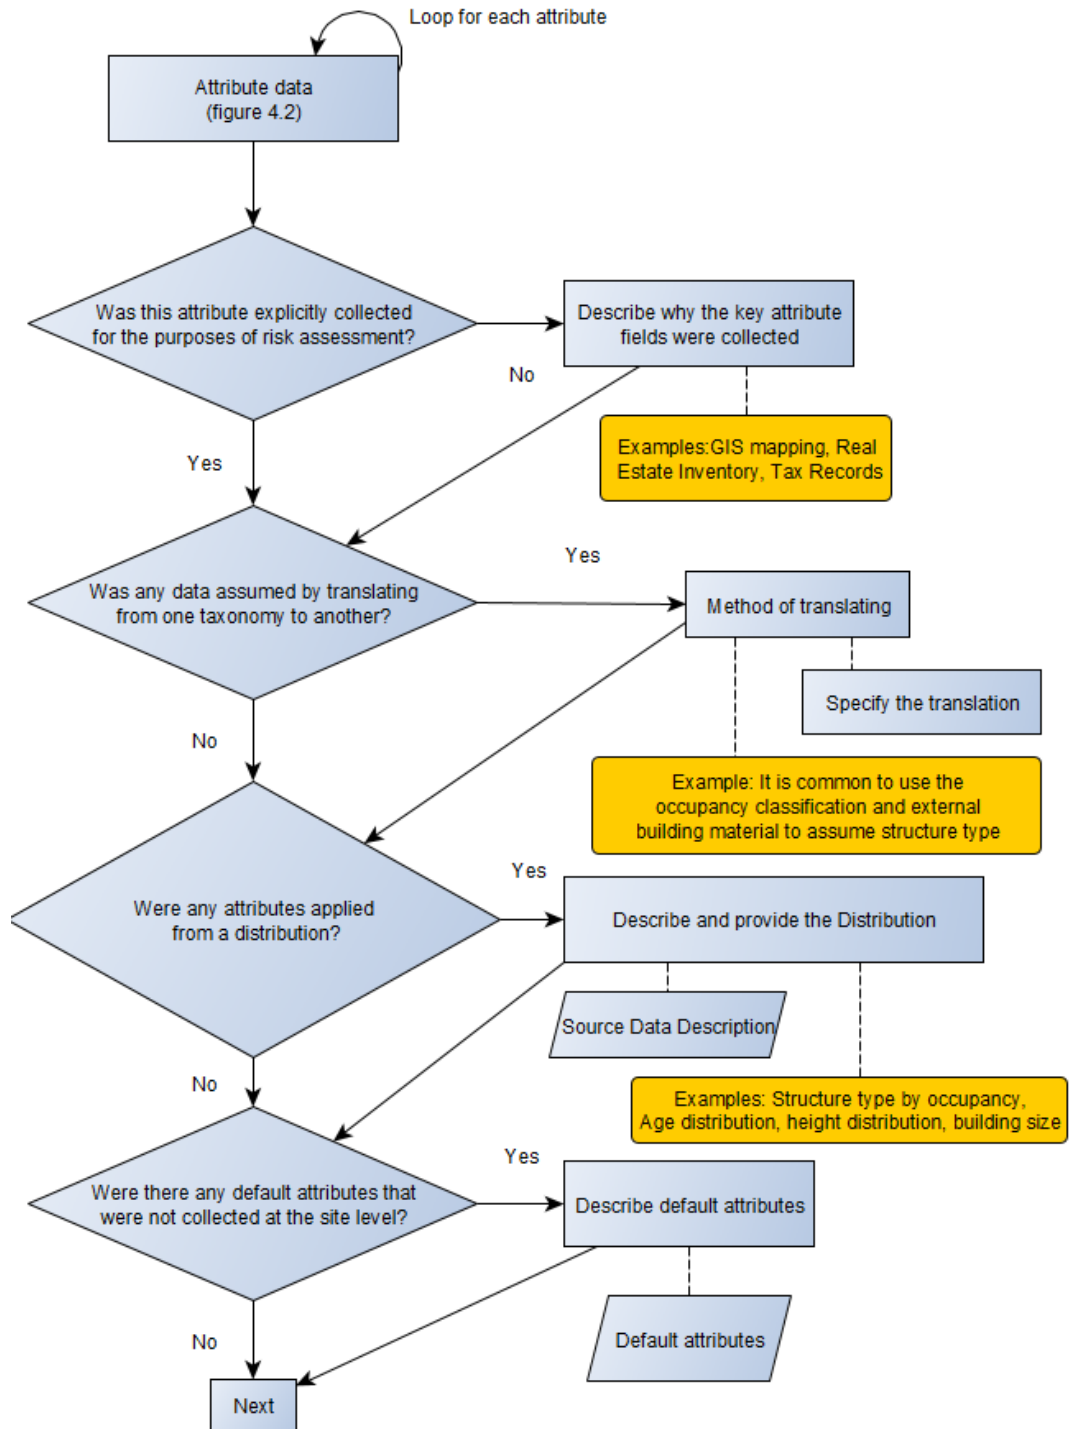 Loop for each attribute
Attribute data
(figure 4.2)
Was this attribute explicitly collected
for the purposes of risk assessment?
Describe why the key attribute
fields were collected
No
Examples:GIS mapping, Real
Estate Inventory, Tax Records
Yes
Yes
Was any data assumed by translating
from one taxonomy to another?
Method of translating
Specify the translation
No
Example: It is common to use the
occupancy classification and external
building material to assume structure type
Yes
Were any attributes applied
from a distribution?
Describe and provide the Distribution
Source Data Description
No
Examples: Structure type by occupancy,
Age distribution, height distribution, building size
Yes
Were there any default attributes that
were not collected at the site level?
Describe default attributes
No
Default attributes
Next